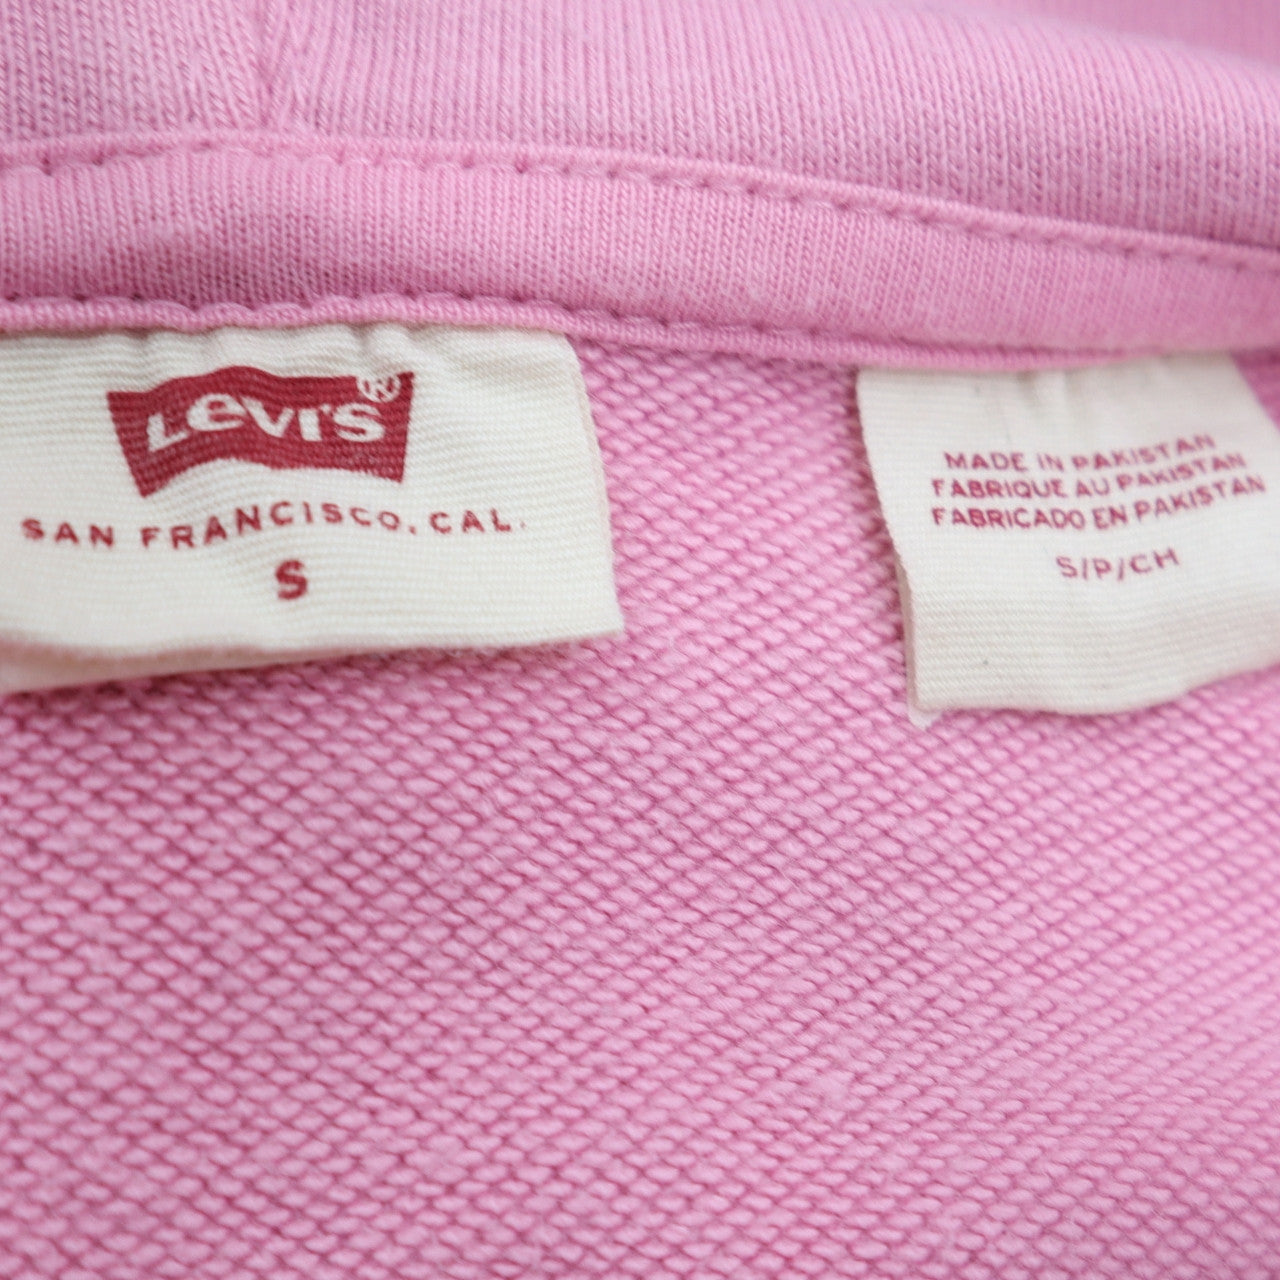 Levi's®
SAN FRANCISCO, CAL.
S
MADE IN PAKISTAN
FABRIQUE AU PAKISTAN
FABRICADO EN PAKISTAN
S/P/CH